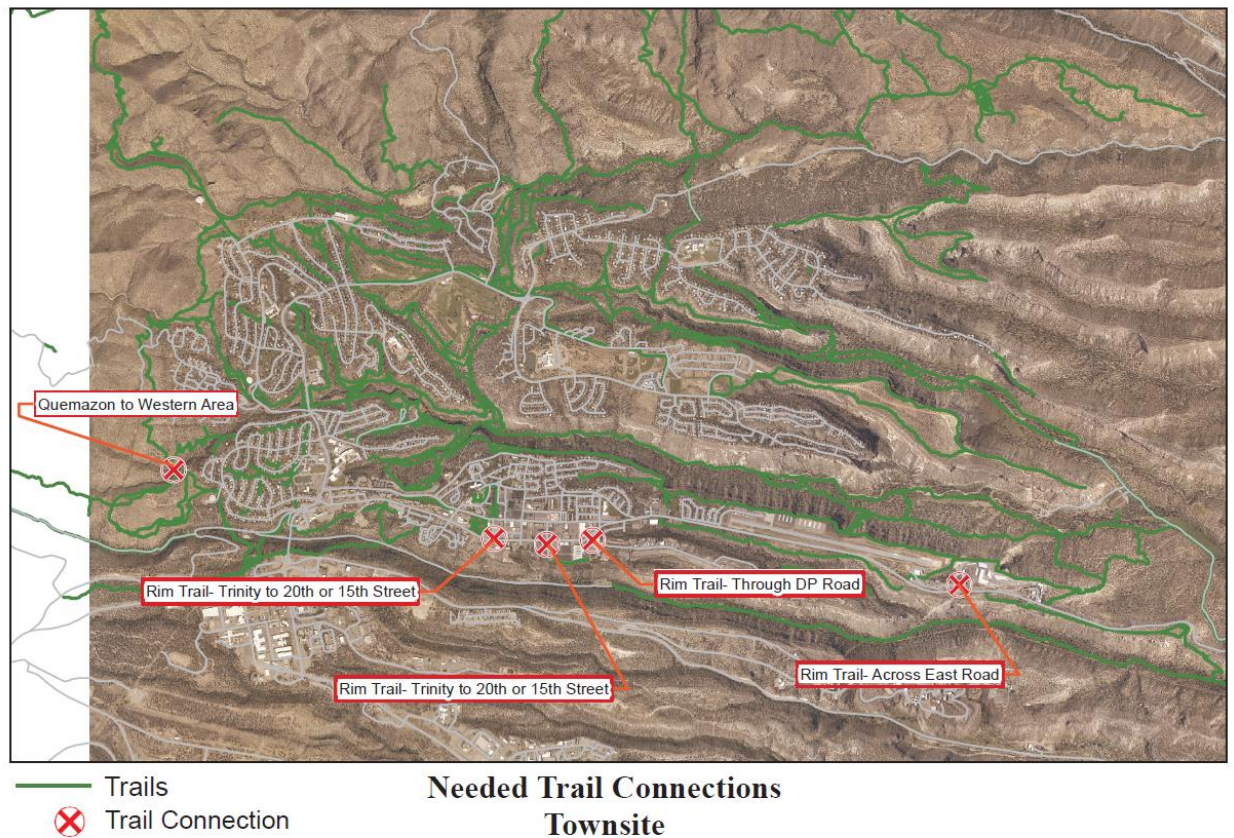 Quemazon to Western Area
Rim Trail- Trinity to 20th or 15th Street
Rim Trail- Through DP Road
Rim Trail- Across East Road
Rim Trail- Trinity to 20th or 15th Street
Trails
Trail Connection
Needed Trail Connections
Townsite